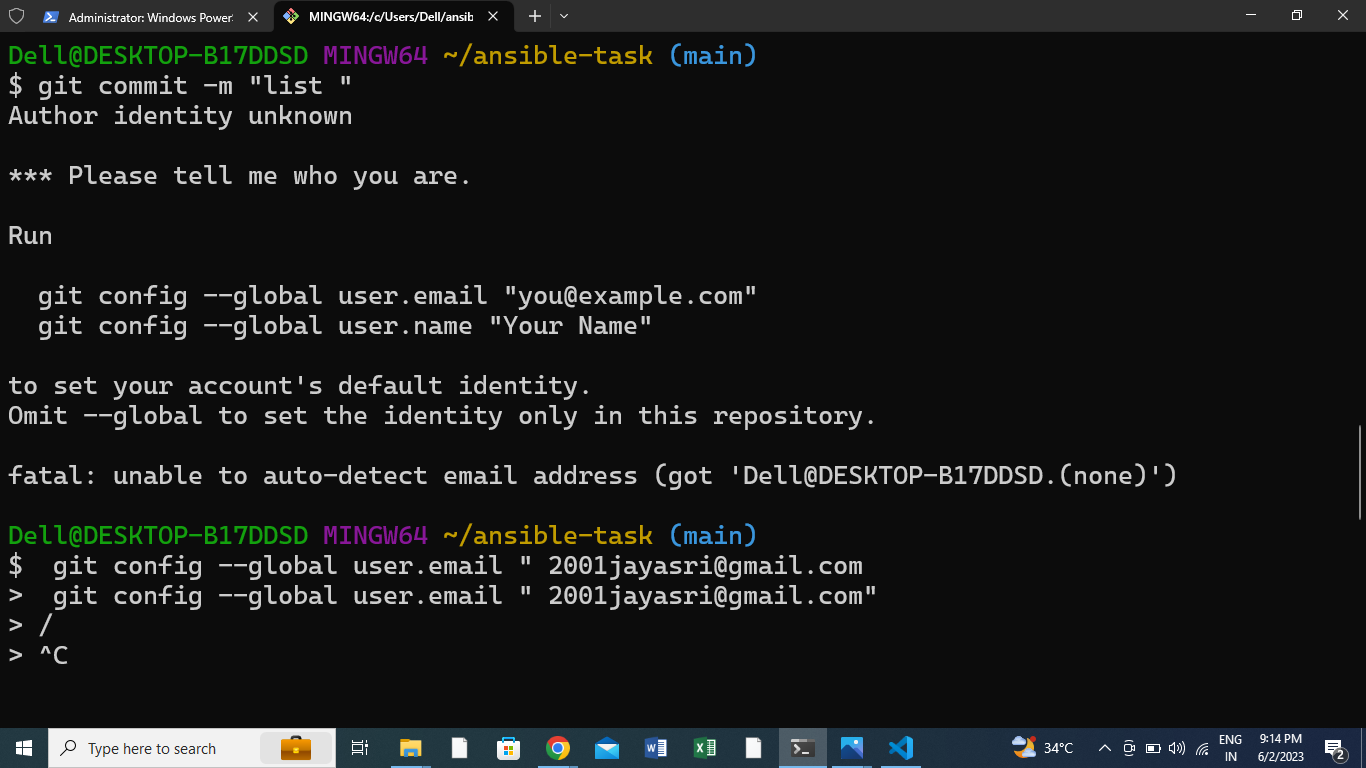 Administrator: Windows Power
MINGW64:/c/Users/Dell/ansib
Dell@DESKTOP-B17DDSD MINGW64 ~/ansible-task (main)
$ git commit -m "list "
Author identity unknown
*** Please tell me who you are.
Run
  git config --global user.email "you@example.com"
  git config --global user.name "Your Name"
to set your account's default identity.
Omit --global to set the identity only in this repository.
fatal: unable to auto-detect email address (got 'Dell@DESKTOP-B17DDSD.(none)')
Dell@DESKTOP-B17DDSD MINGW64 ~/ansible-task (main)
$  git config --global user.email " 2001jayasri@gmail.com
>  git config --global user.email " 2001jayasri@gmail.com"
> /
> ^C
Type here to search
34°C
ENG
IN
9:14 PM
6/2/2023
2